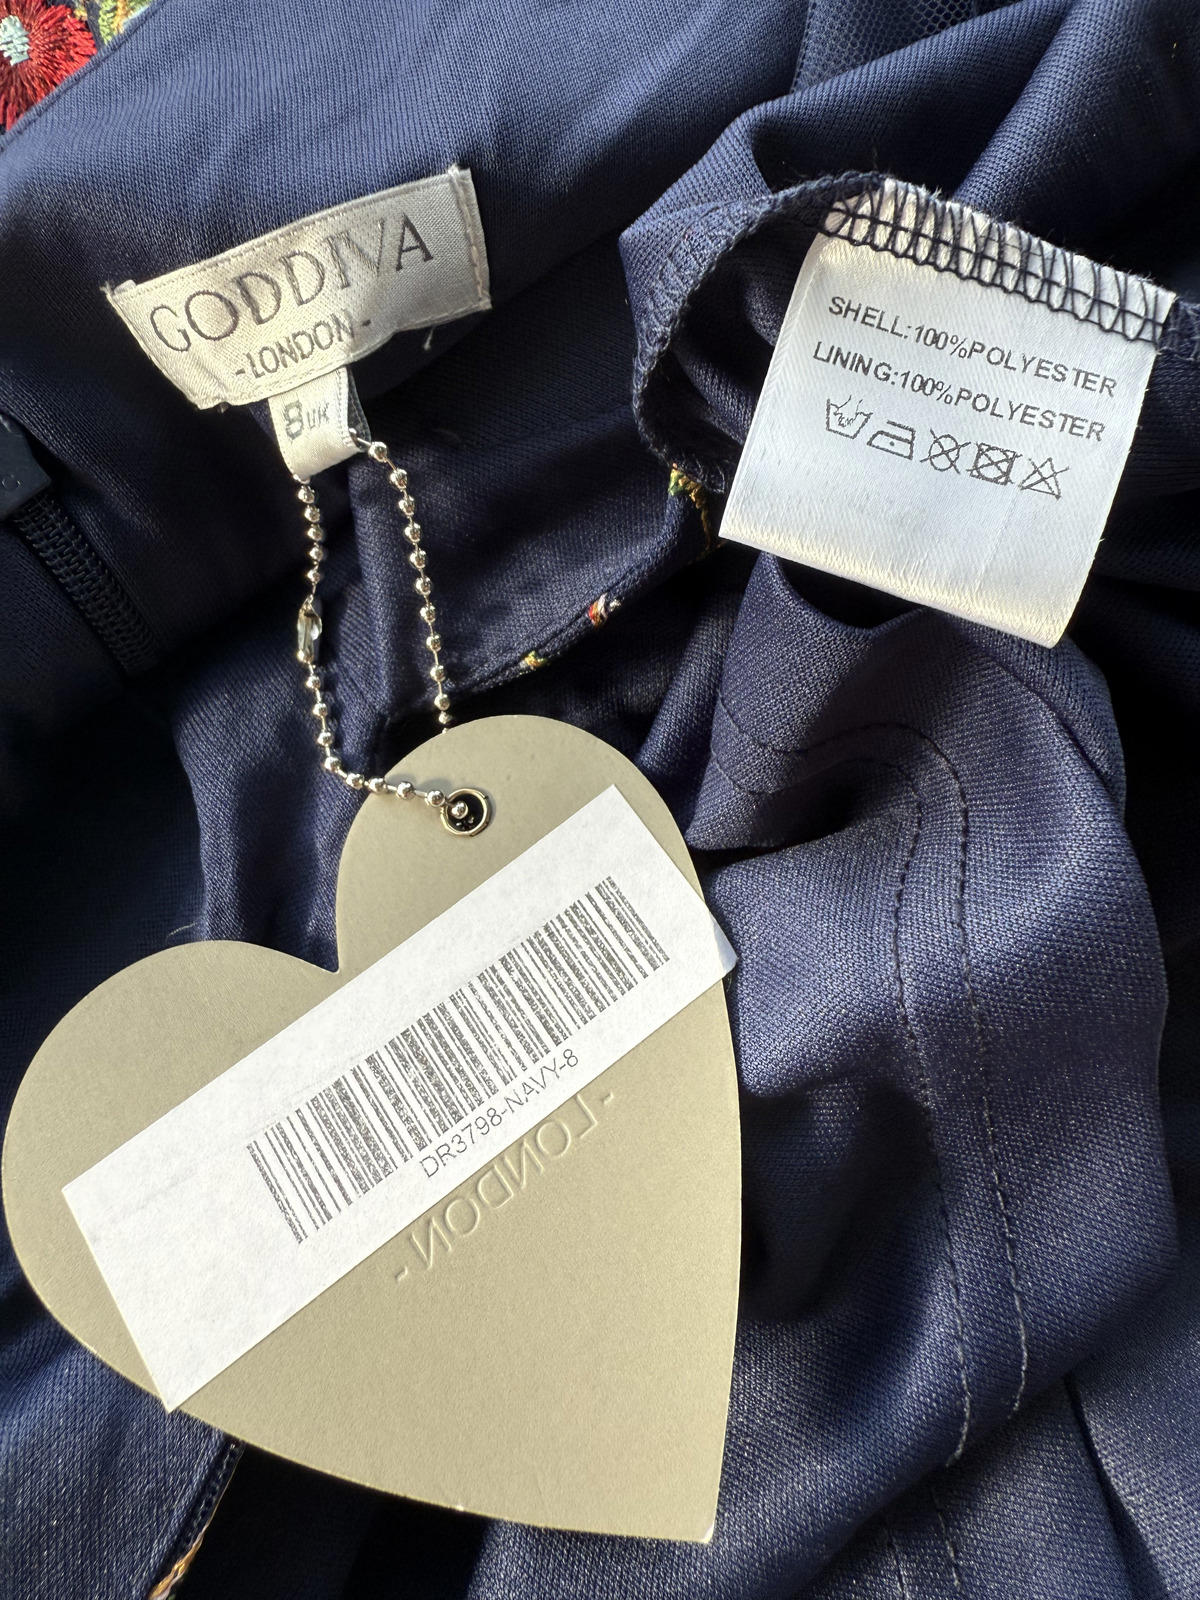 GODDIVA
-LONDON-
8UK
SHELL:100%POLYESTER
LINING:100%POLYESTER
DR3798-NAVY-8
-LONDON-